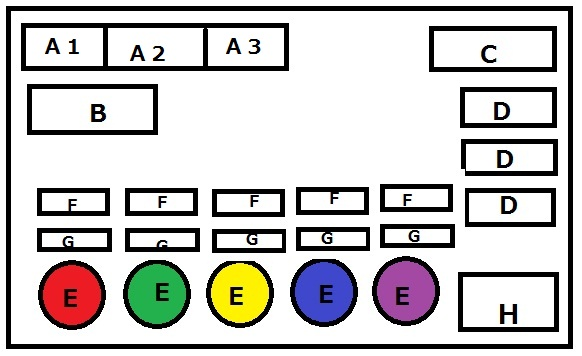 A 1 A 2 A 3 C
B D
D
F F F F F D
G G G G G
E E E E E H